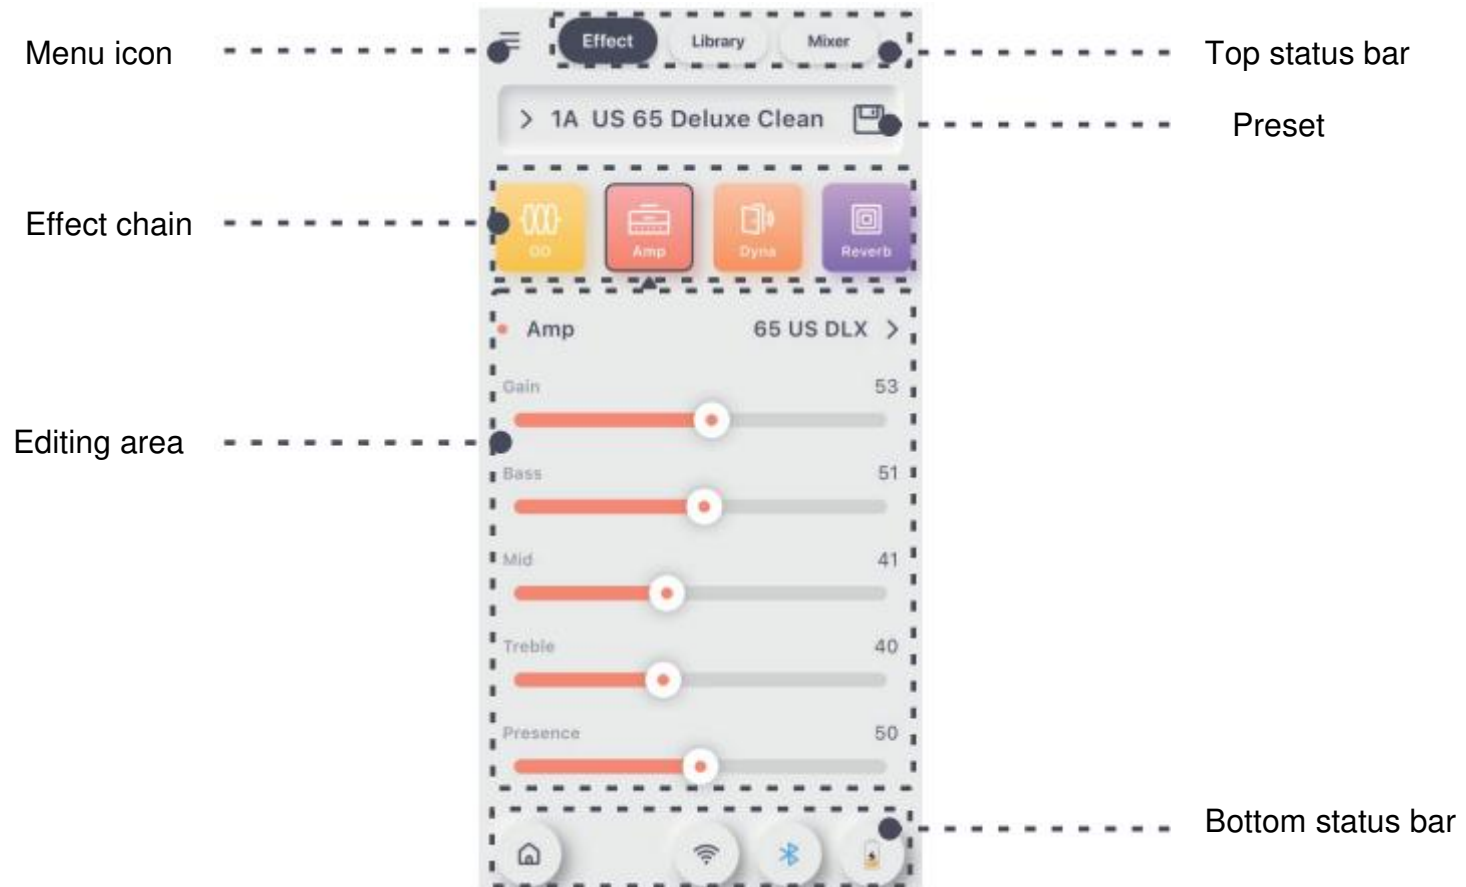 Menu icon
Effect Library Mixer
Top status bar
1A US 65 Deluxe Clean
Preset
Effect chain
OD Amp Dyna Reverb
Amp 65 US DLX
Gain 53
Editing area
Bass 51
Mid 41
Treble 40
Presence 50
Bottom status bar